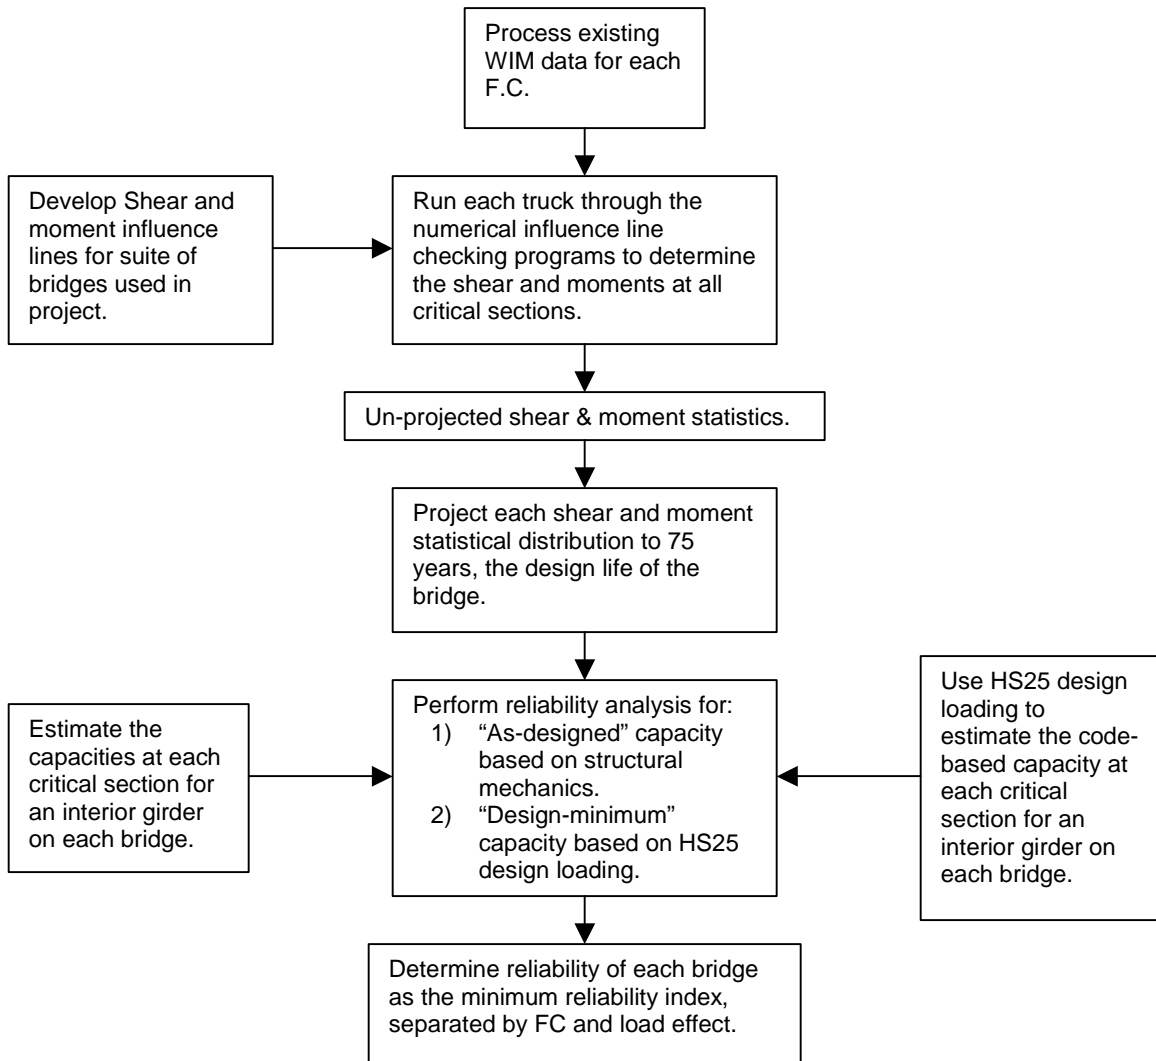 Process existing
WIM data for each
F.C.
Develop Shear and
moment influence
lines for suite of
bridges used in
project.
Run each truck through the
numerical influence line
checking programs to determine
the shear and moments at all
critical sections.
Un-projected shear & moment statistics.
Project each shear and moment
statistical distribution to 75
years, the design life of the
bridge.
Estimate the
capacities at each
critical section for
an interior girder
on each bridge.
Perform reliability analysis for:
1) “As-designed” capacity
based on structural
mechanics.
2) “Design-minimum”
capacity based on HS25
design loading.
Use HS25 design
loading to
estimate the code-
based capacity at
each critical
section for an
interior girder on
each bridge.
Determine reliability of each bridge
as the minimum reliability index,
separated by FC and load effect.